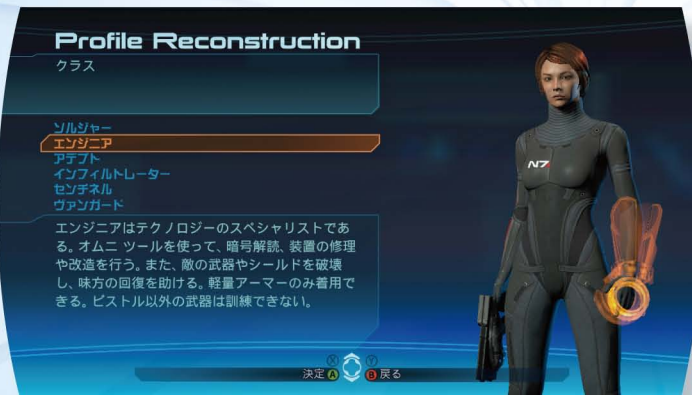 Profile Reconstruction
クラス
ソルジャー
エンジニア
アデプト
インフィルトレーター
センチネル
ヴァンガード
エンジニアはテクノロジーのスペシャリストであ
る。オムニ ツールを使って、暗号解読、装置の修理
や改造を行う。また、敵の武器やシールドを破壊
し、味方の回復を助ける。軽量アーマーのみ着用で
きる。ピストル以外の武器は訓練できない。
N7
X Y
決定 A B 戻る